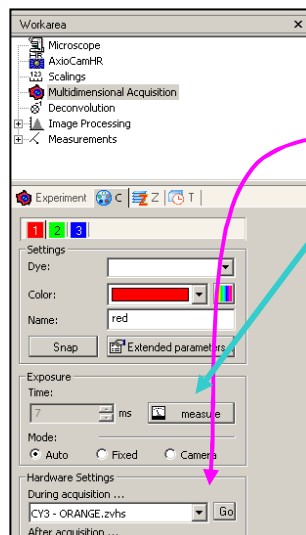 Workarea x
Microscope
AxioCamHR
Scalings
Multidimensional Acquisition
Deconvolution
Image Processing
Measurements
Experiment C Z T
1 2 3
Settings
Dye:
Color:
Name: red
Snap Extended parameters
Exposure
Time:
7 ms measure
Mode:
Auto Fixed Camera
Hardware Settings
During acquisition ...
CY3 - ORANGE.zvhs Go
After acquisition ...